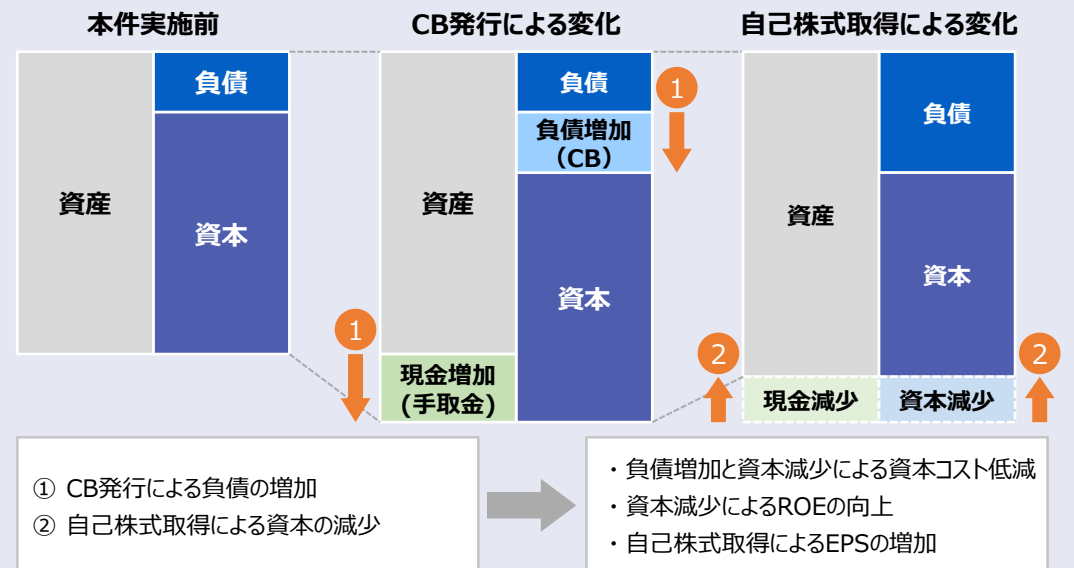 本件実施前
CB発行による変化
自己株式取得による変化
資産
負債
資本
資産
現金増加
(手取金)
負債
負債増加
（CB）
資本
1
1
資産
負債
資本
現金減少
資本減少
2
2
① CB発行による負債の増加
② 自己株式取得による資本の減少
・負債増加と資本減少による資本コスト低減
・資本減少によるROEの向上
・自己株式取得によるEPSの増加